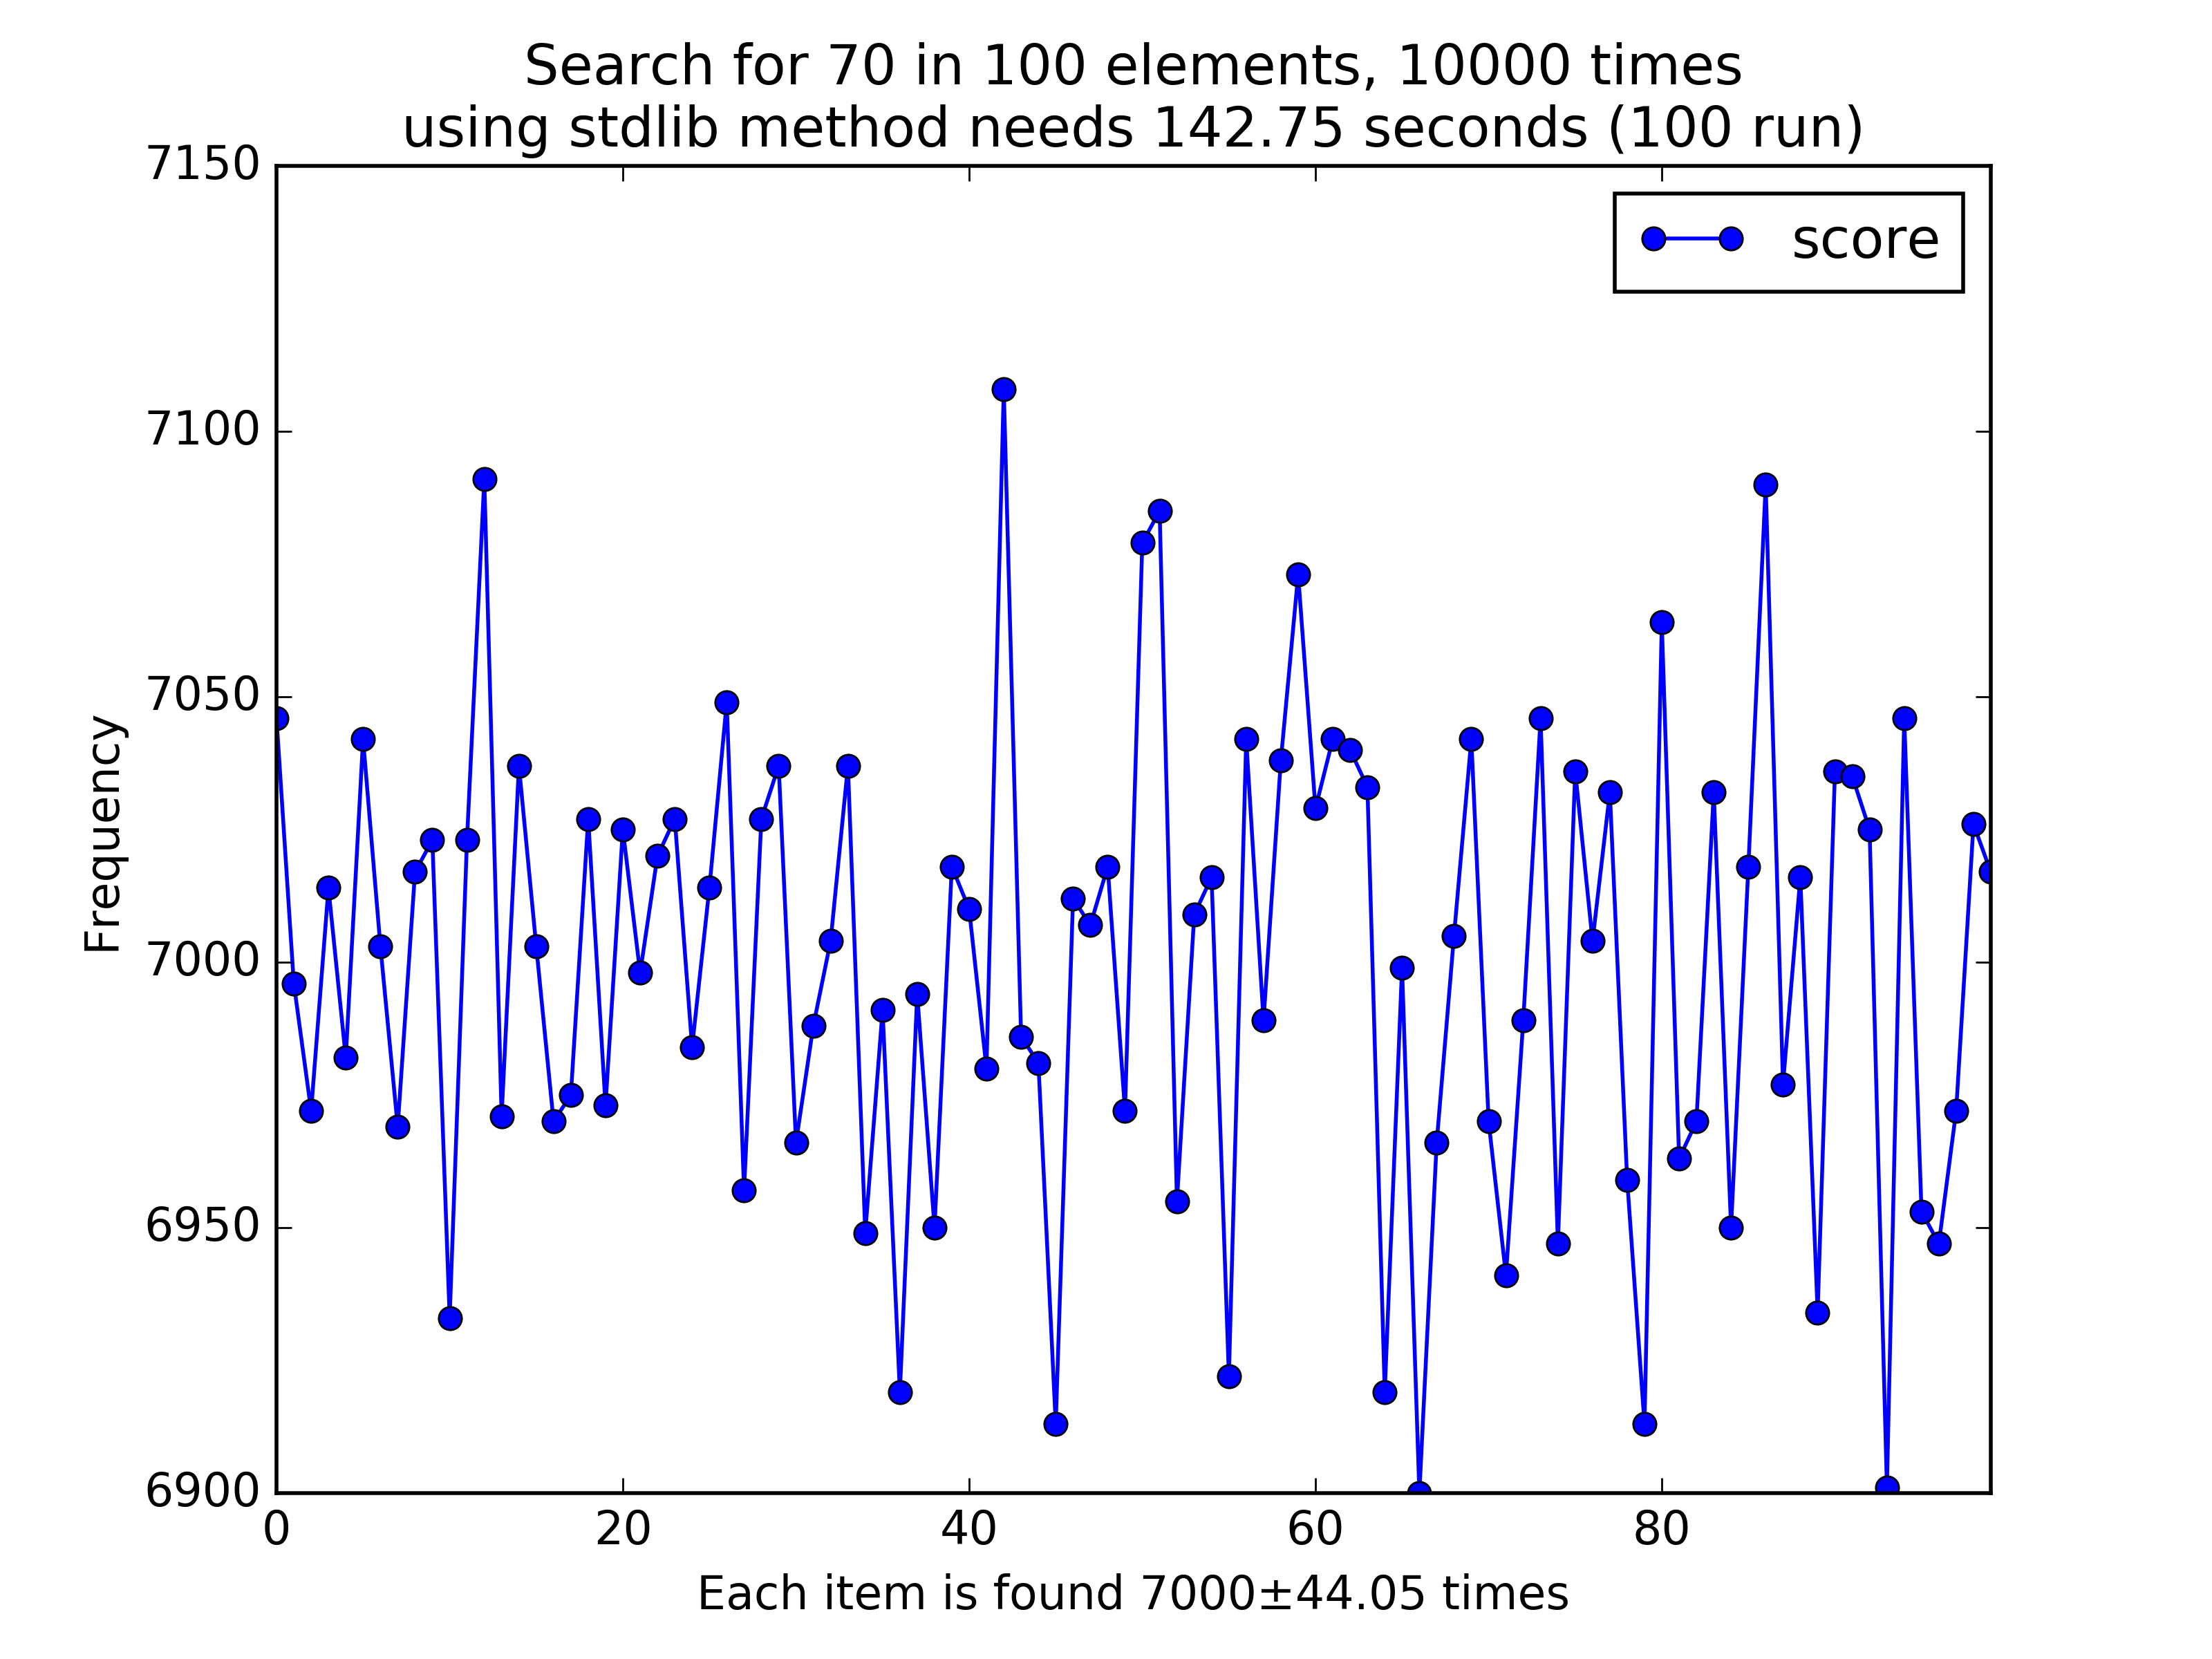 Search for 70 in 100 elements, 10000 times
using stdlib method needs 142.75 seconds (100 run)
score
Frequency
7150
7100
7050
7000
6950
6900
0 20 40 60 80
Each item is found 7000±44.05 times